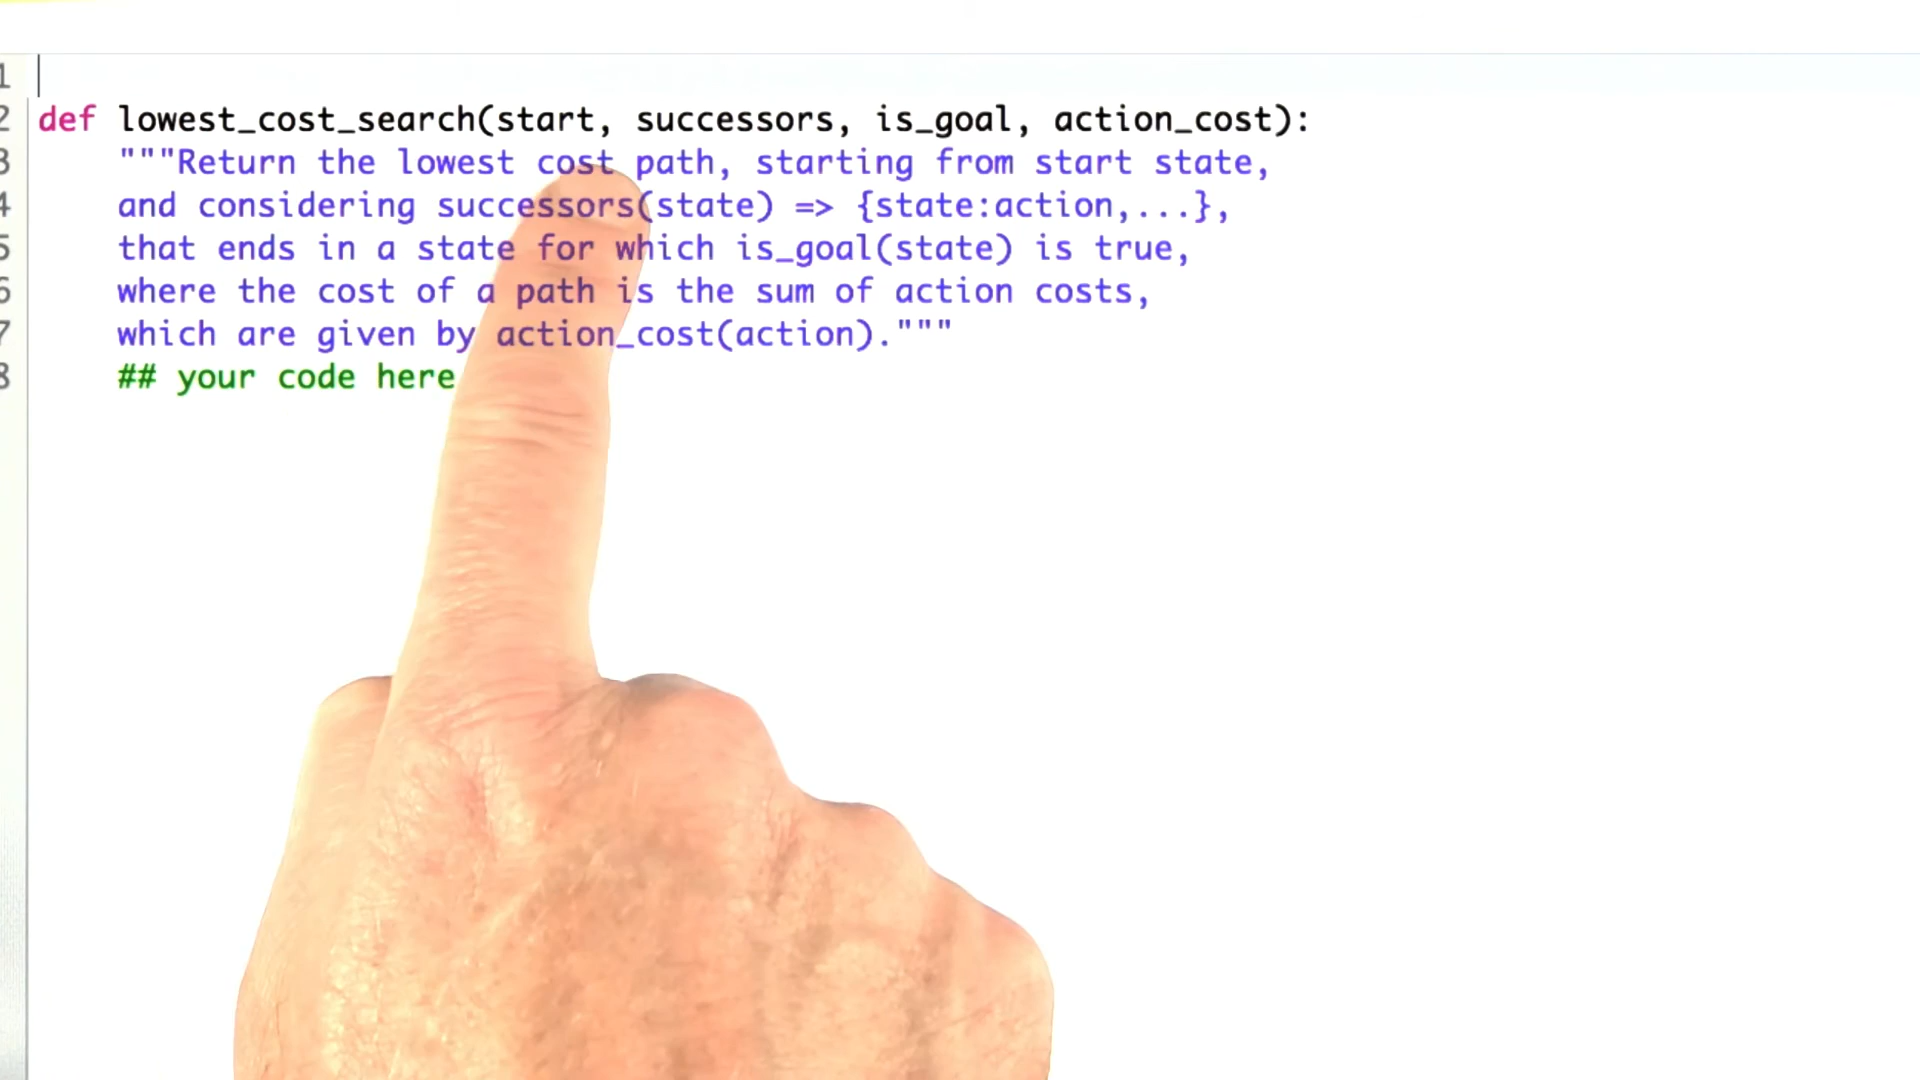 1
2 def lowest_cost_search(start, successors, is_goal, action_cost):
3 """Return the lowest cost path, starting from start state,
4 and considering successors(state) => {state:action,...},
5 that ends in a state for which is_goal(state) is true,
6 where the cost of a path is the sum of action costs,
7 which are given by action_cost(action)."""
8 ## your code here